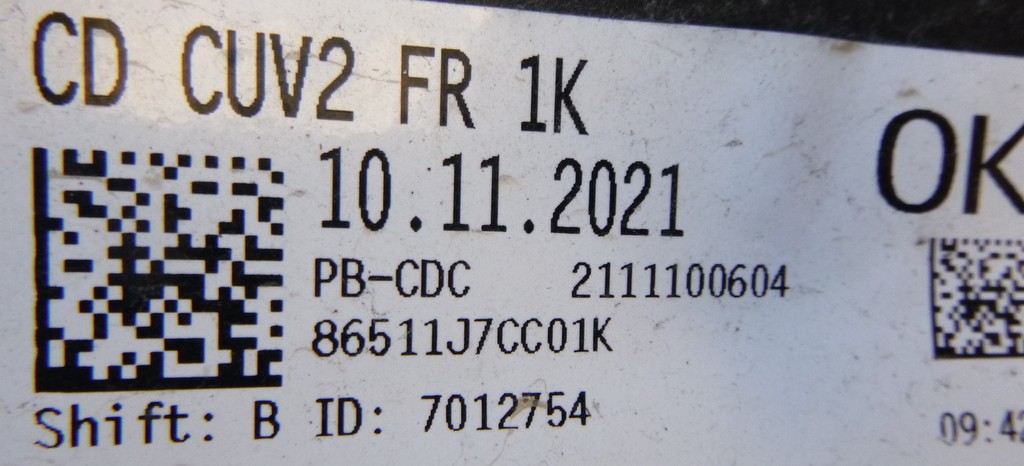 CD CUV2 FR 1K
10.11.2021
OK
PB-CDC 2111100604
86511J7CC01K
Shift: B ID: 7012754
09:42